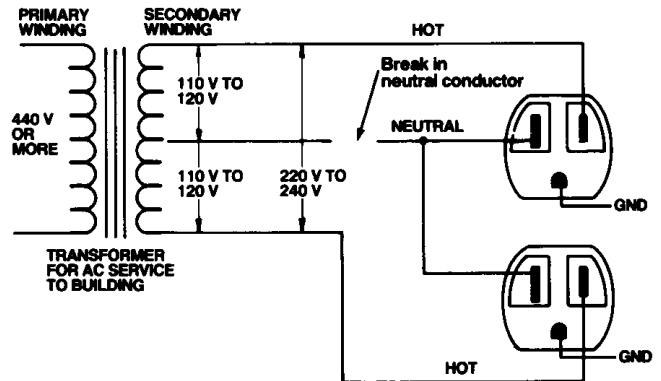 PRIMARY
WINDING
SECONDARY
WINDING
HOT
Break in
neutral conductor
110 V TO
120 V
440 V
OR
MORE
NEUTRAL
110 V TO
120 V
220 V TO
240 V
GND
TRANSFORMER
FOR AC SERVICE
TO BUILDING
GND
HOT